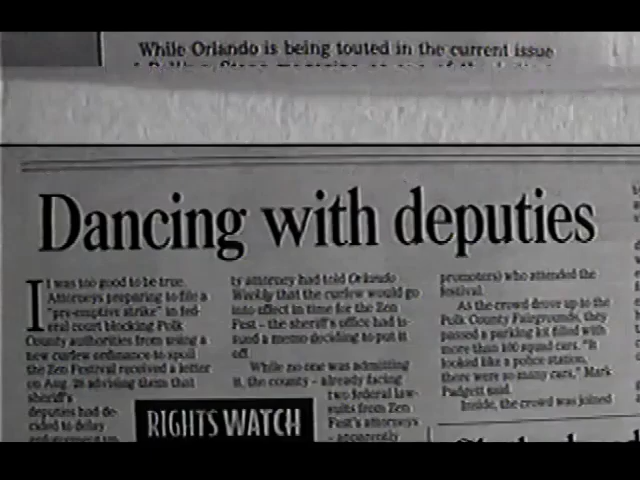 While Orlando is being touted in the current issue
Dancing with deputies
It was too good to be true.
Attorneys preparing to file a
"pre-emptive strike" in fed-
eral court blocking Polk
County authorities from using a
new curfew ordinance to spoil
the Zen Festival received a letter
on Aug. advising them that
sheriff's
deputies had de-
cided to delay
enforcement
RIGHTS WATCH
ty attorney had told Orlando
Weekly that the curfew would go
into effect in time for the Zen
Fest – the sheriff's office had is-
sued a memo deciding to put it
off.
While no one was admitting
it, the county – already facing
two federal law-
suits from Zen
Fest's attorneys
– apparently
promoters) who attended the
festival.
As the crowd drove up to the
Polk County Fairgrounds, they
passed a parking lot filled with
more than 100 squad cars. "It
looked like a police station,
there were so many cars," Mark
Padgett said.
Inside, the crowd was joined